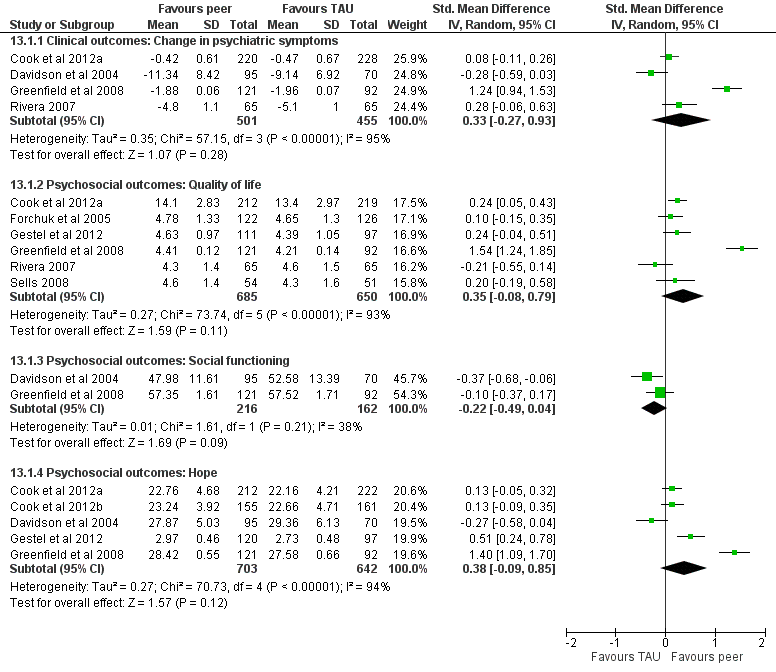 Favours peer Favours TAU Std. Mean Difference Std. Mean Difference
Study or Subgroup Mean SD Total Mean SD Total Weight IV, Random, 95% CI IV, Random, 95% CI
13.1.1 Clinical outcomes: Change in psychiatric symptoms
Cook et al 2012a -0.42 0.61 220 -0.47 0.67 228 25.9% 0.08 [-0.11, 0.26]
Davidson et al 2004 -11.34 8.42 95 -9.14 6.92 70 24.8% -0.28 [-0.59, 0.03]
Greenfield et al 2008 -1.88 0.06 121 -1.96 0.07 92 24.9% 1.24 [0.94, 1.53]
Rivera 2007 -4.8 1.1 65 -5.1 1 65 24.4% 0.28 [-0.06, 0.63]
Subtotal (95% CI) 501 455 100.0% 0.33 [-0.27, 0.93]
Heterogeneity: Tau² = 0.35; Chi² = 57.15, df = 3 (P < 0.00001); I² = 95%
Test for overall effect: Z = 1.07 (P = 0.28)
13.1.2 Psychosocial outcomes: Quality of life
Cook et al 2012a 14.1 2.83 212 13.4 2.97 219 17.5% 0.24 [0.05, 0.43]
Forchuk et al 2005 4.78 1.33 122 4.65 1.3 126 17.1% 0.10 [-0.15, 0.35]
Gestel et al 2012 4.63 0.97 111 4.39 1.05 97 16.9% 0.24 [-0.04, 0.51]
Greenfield et al 2008 4.41 0.12 121 4.21 0.14 92 16.6% 1.54 [1.24, 1.85]
Rivera 2007 4.3 1.4 65 4.6 1.5 65 16.2% -0.21 [-0.55, 0.14]
Sells 2008 4.6 1.4 54 4.3 1.6 51 15.8% 0.20 [-0.19, 0.58]
Subtotal (95% CI) 685 650 100.0% 0.35 [-0.08, 0.79]
Heterogeneity: Tau² = 0.27; Chi² = 73.74, df = 5 (P < 0.00001); I² = 93%
Test for overall effect: Z = 1.59 (P = 0.11)
13.1.3 Psychosocial outcomes: Social functioning
Davidson et al 2004 47.98 11.61 95 52.58 13.39 70 45.7% -0.37 [-0.68, -0.06]
Greenfield et al 2008 57.35 1.61 121 57.52 1.71 92 54.3% -0.10 [-0.37, 0.17]
Subtotal (95% CI) 216 162 100.0% -0.22 [-0.49, 0.04]
Heterogeneity: Tau² = 0.01; Chi² = 1.61, df = 1 (P = 0.21); I² = 38%
Test for overall effect: Z = 1.69 (P = 0.09)
13.1.4 Psychosocial outcomes: Hope
Cook et al 2012a 22.76 4.68 212 22.16 4.21 222 20.6% 0.13 [-0.05, 0.32]
Cook et al 2012b 23.24 3.92 155 22.66 4.71 161 20.4% 0.13 [-0.09, 0.35]
Davidson et al 2004 27.87 5.03 95 29.36 6.13 70 19.5% -0.27 [-0.58, 0.04]
Gestel et al 2012 2.97 0.46 120 2.73 0.48 97 19.9% 0.51 [0.24, 0.78]
Greenfield et al 2008 28.42 0.55 121 27.58 0.66 92 19.6% 1.40 [1.09, 1.70]
Subtotal (95% CI) 703 642 100.0% 0.38 [-0.09, 0.85]
Heterogeneity: Tau² = 0.27; Chi² = 70.73, df = 4 (P < 0.00001); I² = 94%
Test for overall effect: Z = 1.57 (P = 0.12)
-2 -1 0 1 2
Favours TAU Favours peer